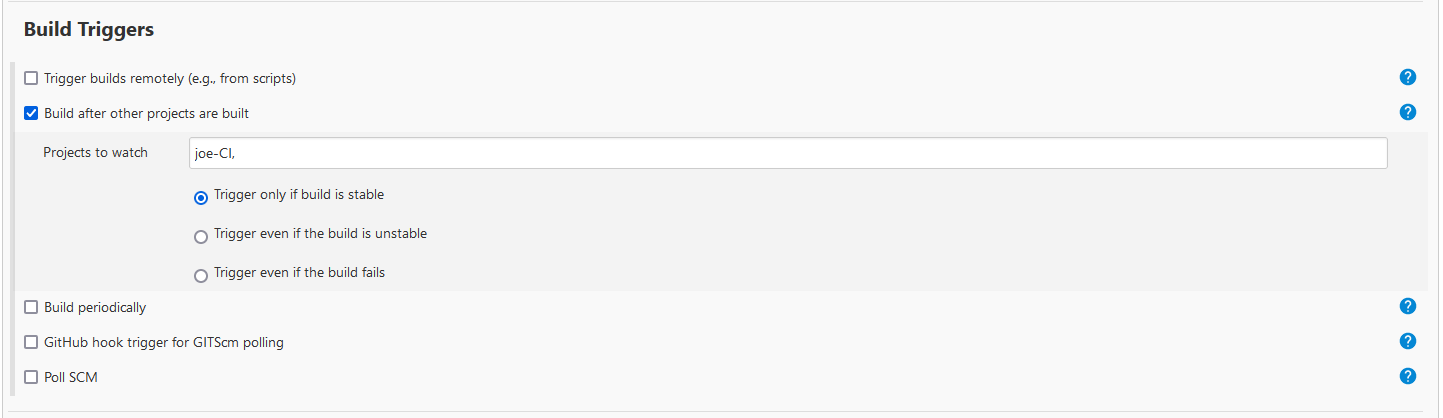 Build Triggers
Trigger builds remotely (e.g., from scripts)
?
Build after other projects are built
?
Projects to watch
joe-CI,
Trigger only if build is stable
Trigger even if the build is unstable
Trigger even if the build fails
Build periodically
?
GitHub hook trigger for GITScm polling
?
Poll SCM
?